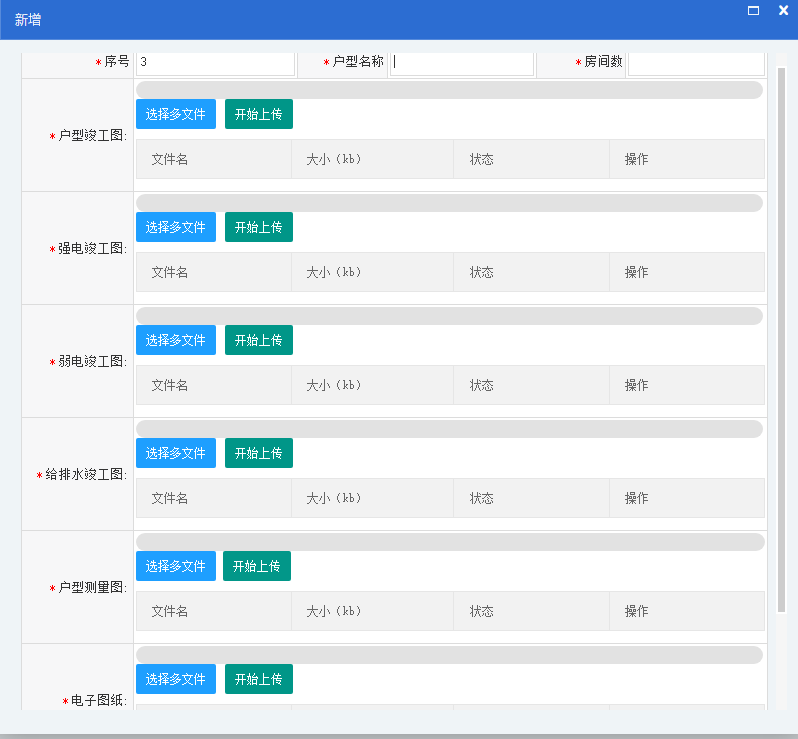 新增
*序号 3 *户型名称 *房间数
*户型竣工图:
选择多文件 开始上传
文件名 大小（kb） 状态 操作
*强电竣工图:
选择多文件 开始上传
文件名 大小（kb） 状态 操作
*弱电竣工图:
选择多文件 开始上传
文件名 大小（kb） 状态 操作
*给排水竣工图:
选择多文件 开始上传
文件名 大小（kb） 状态 操作
*户型测量图:
选择多文件 开始上传
文件名 大小（kb） 状态 操作
*电子图纸:
选择多文件 开始上传